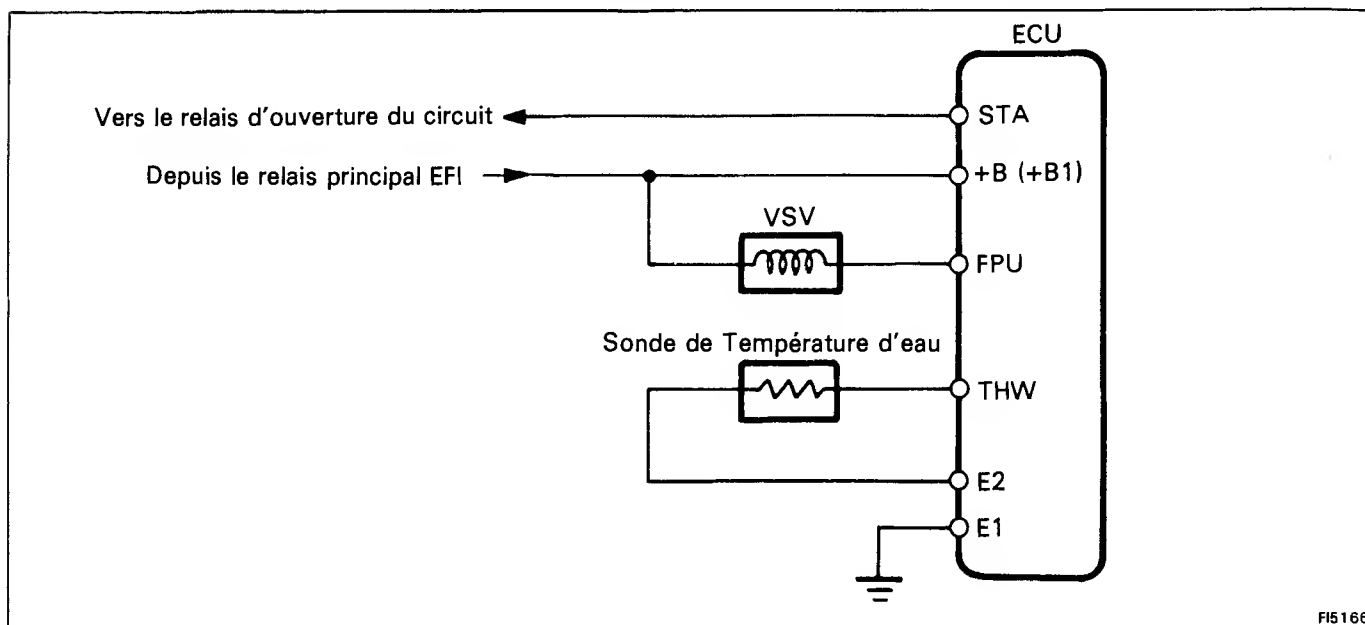 ECU
Vers le relais d'ouverture du circuit
STA
Depuis le relais principal EFI
+B (+B1)
VSV
FPU
Sonde de Température d'eau
THW
E2
E1
FI5166